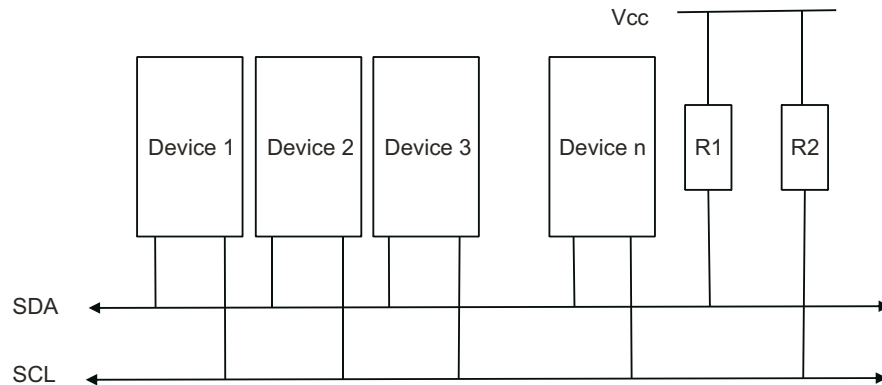 Vcc
Device 1
Device 2
Device 3
Device n
R1
R2
SDA
SCL